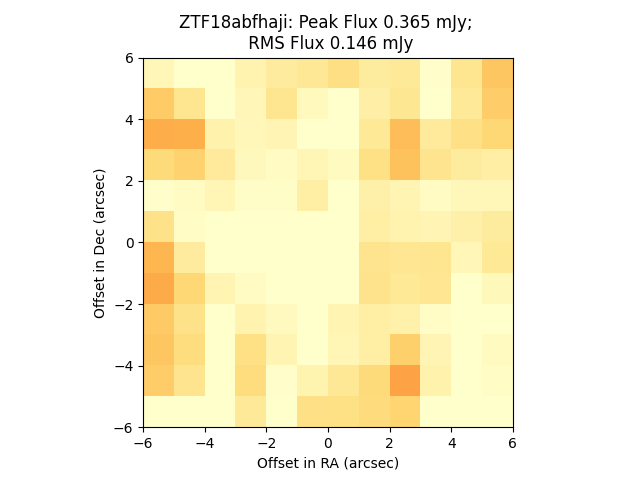 ZTF18abfhaji: Peak Flux 0.365 mJy;
RMS Flux 0.146 mJy
6
4
2
0
−2
−4
−6
Offset in Dec (arcsec)
−6 −4 −2 0 2 4 6
Offset in RA (arcsec)